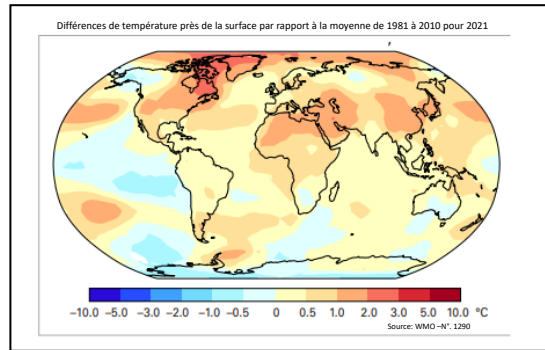 Différences de température près de la surface par rapport à la moyenne de 1981 à 2010 pour 2021
-10.0 -5.0 -3.0 -2.0 -1.0 -0.5 0 0.5 1.0 2.0 3.0 5.0 10.0 °C
Source: WMO –N°. 1290